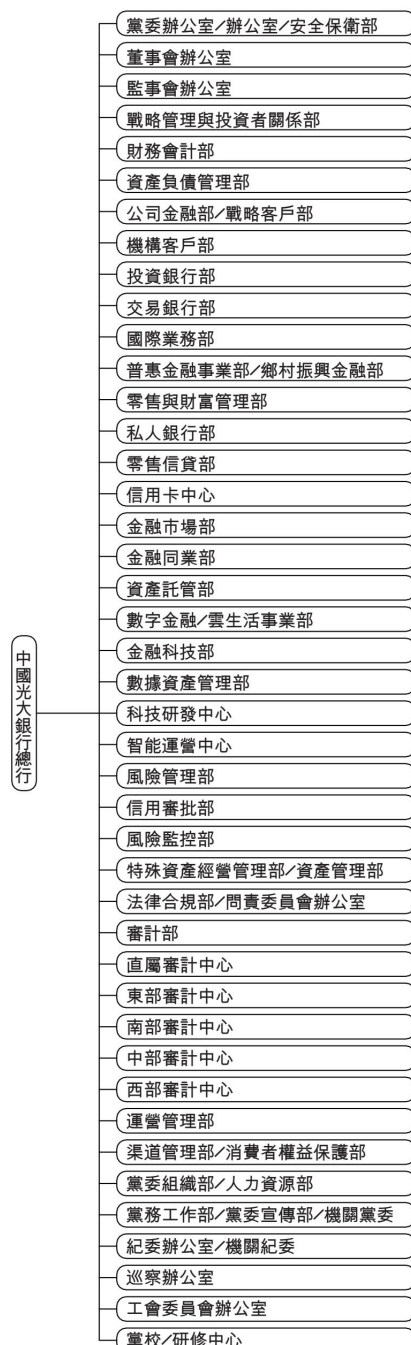 黨委辦公室/辦公室/安全保衛部
董事會辦公室
監事會辦公室
戰略管理與投資者關係部
財務會計部
資產負債管理部
公司金融部/戰略客戶部
機構客戶部
投資銀行部
交易銀行部
國際業務部
普惠金融事業部/鄉村振興金融部
零售與財富管理部
私人銀行部
零售信貸部
信用卡中心
金融市場部
金融同業部
資產託管部
數字金融/雲生活事業部
金融科技部
數據資產管理部
中國光大銀行總行
科技研發中心
智能運營中心
風險管理部
信用審批部
風險監控部
特殊資產經營管理部/資產管理部
法律合規部/問責委員會辦公室
審計部
直屬審計中心
東部審計中心
南部審計中心
中部審計中心
西部審計中心
運營管理部
渠道管理部/消費者權益保護部
黨委組織部/人力資源部
黨務工作部/黨委宣傳部/機關黨委
紀委辦公室/機關紀委
巡察辦公室
工會委員會辦公室
黨校/研修中心